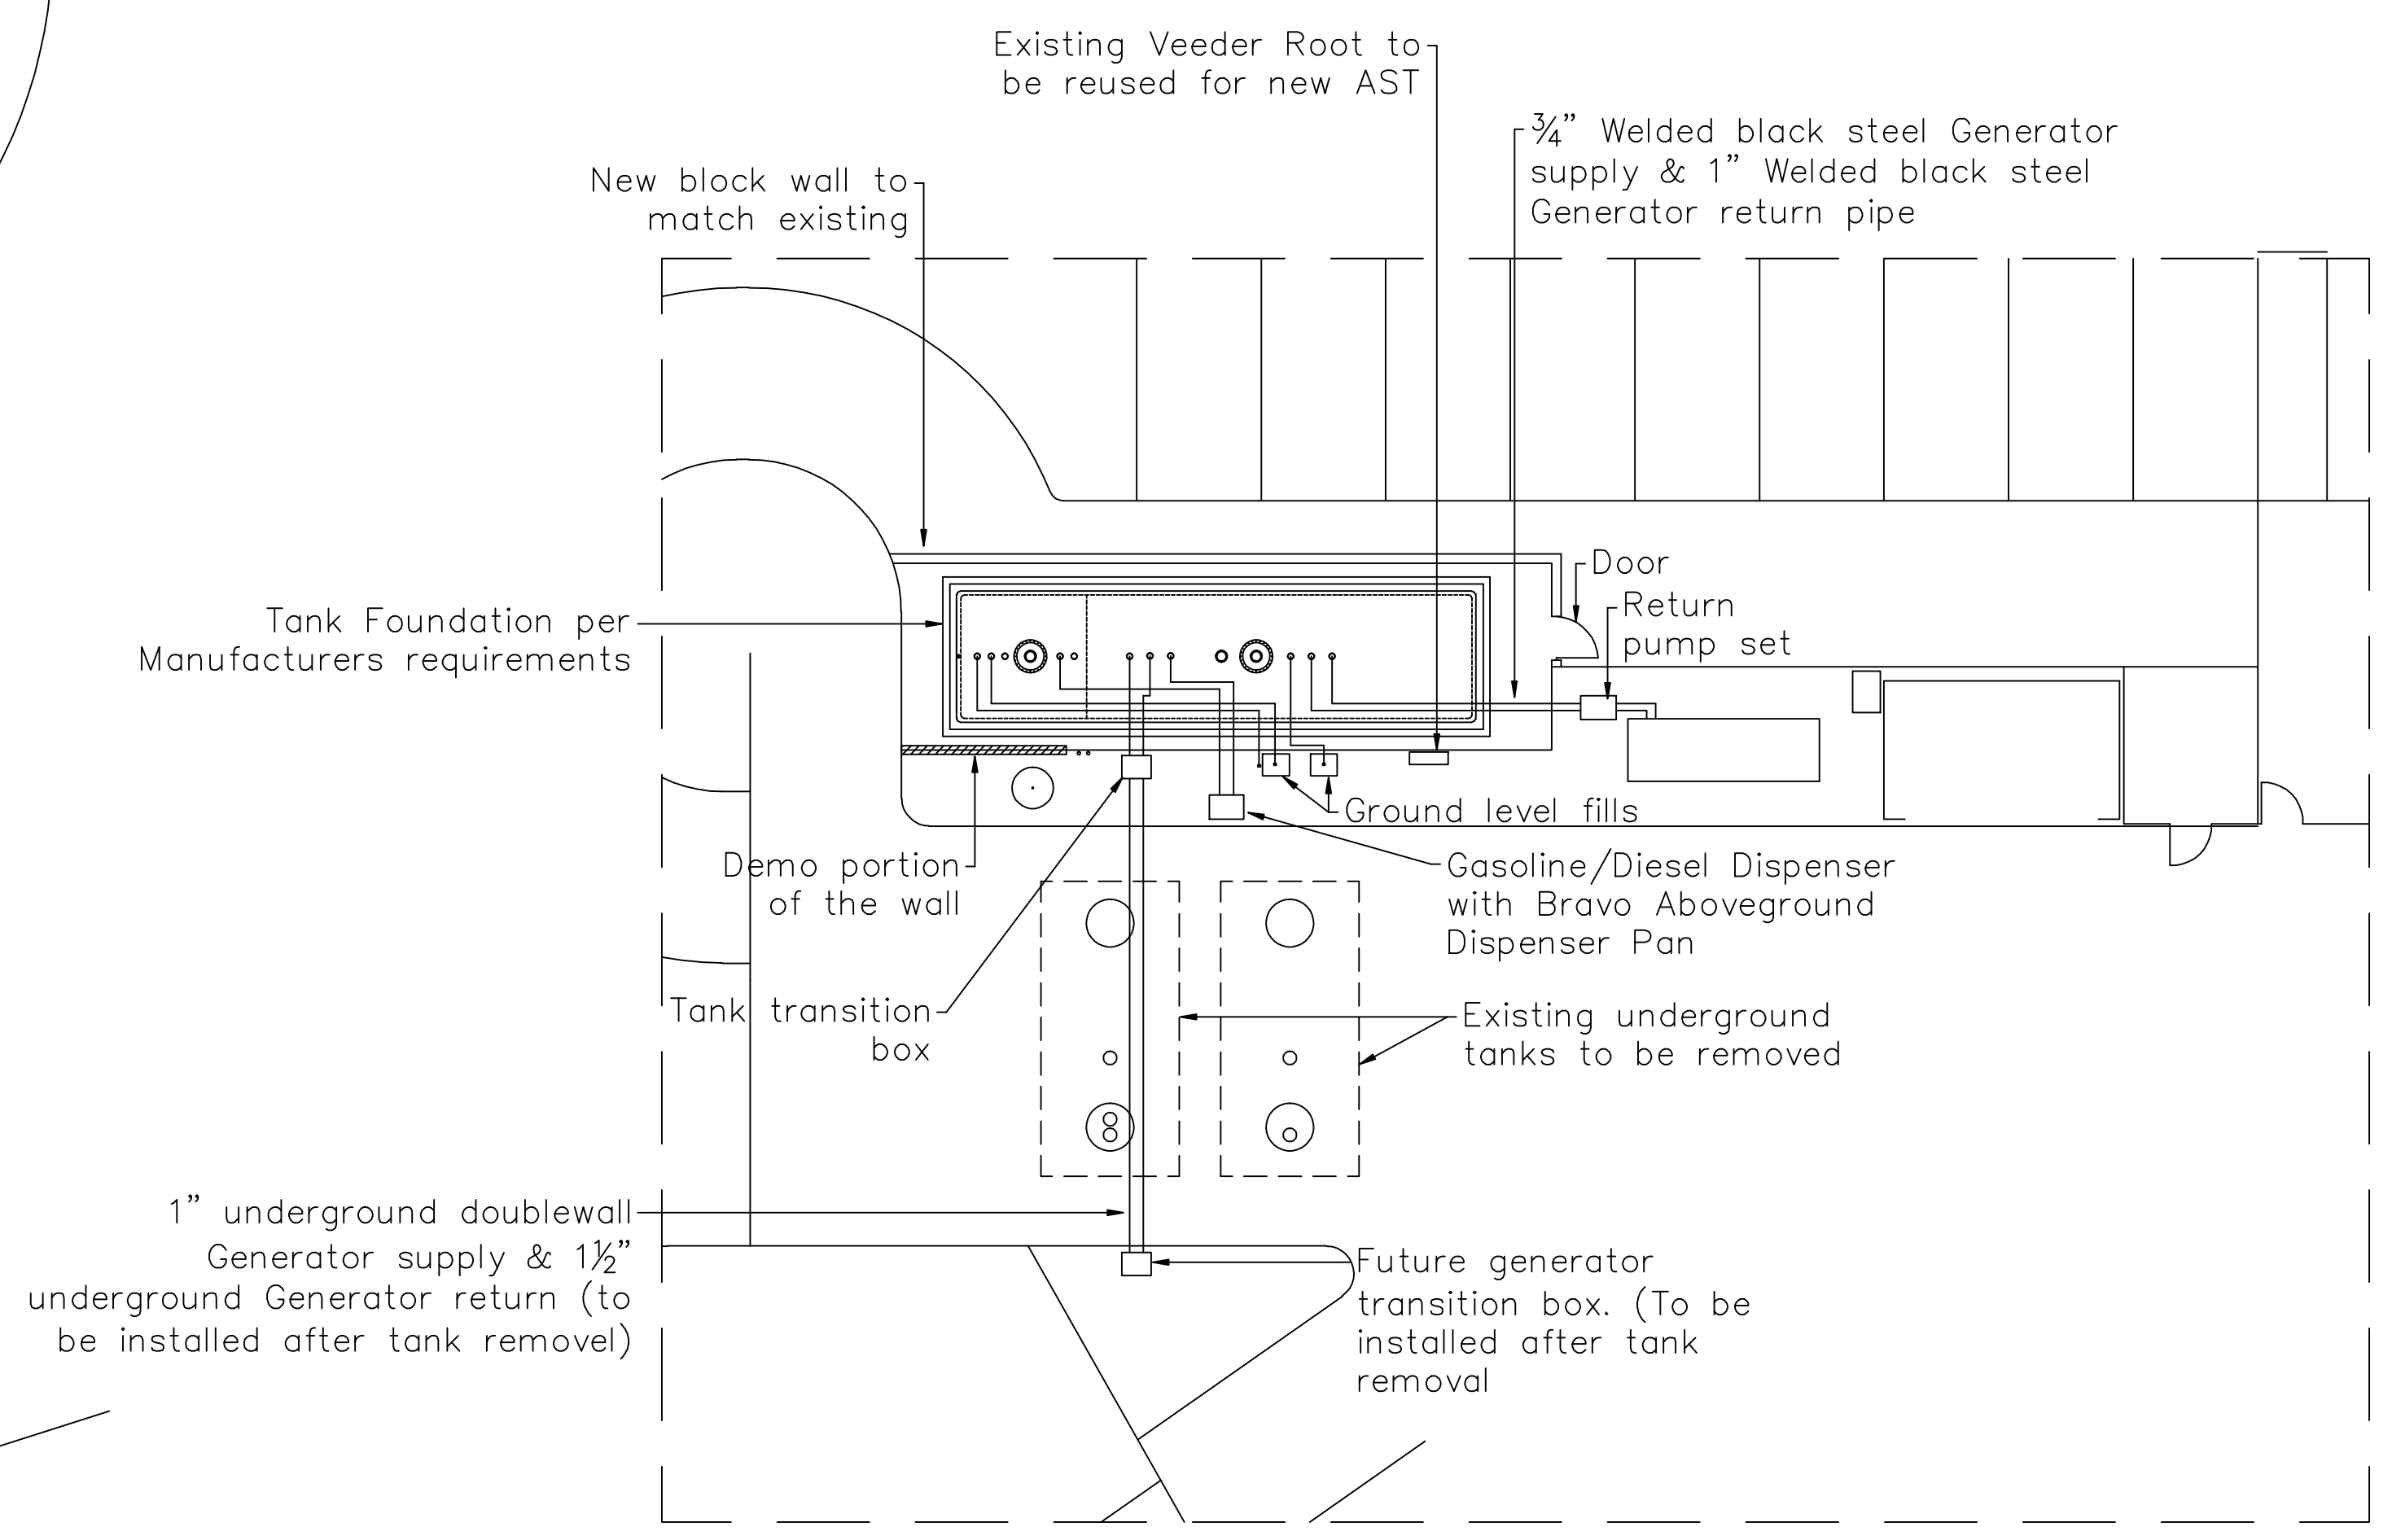 Existing Veeder Root to
be reused for new AST
¾” Welded black steel Generator
supply & 1” Welded black steel
Generator return pipe
New block wall to
match existing
Door
Return
pump set
Tank Foundation per
Manufacturers requirements
Ground level fills
Demo portion
of the wall
Gasoline/Diesel Dispenser
with Bravo Aboveground
Dispenser Pan
Tank transition
box
Existing underground
tanks to be removed
1” underground doublewall
Generator supply & 1½”
underground Generator return (to
be installed after tank removel)
Future generator
transition box. (To be
installed after tank
removal